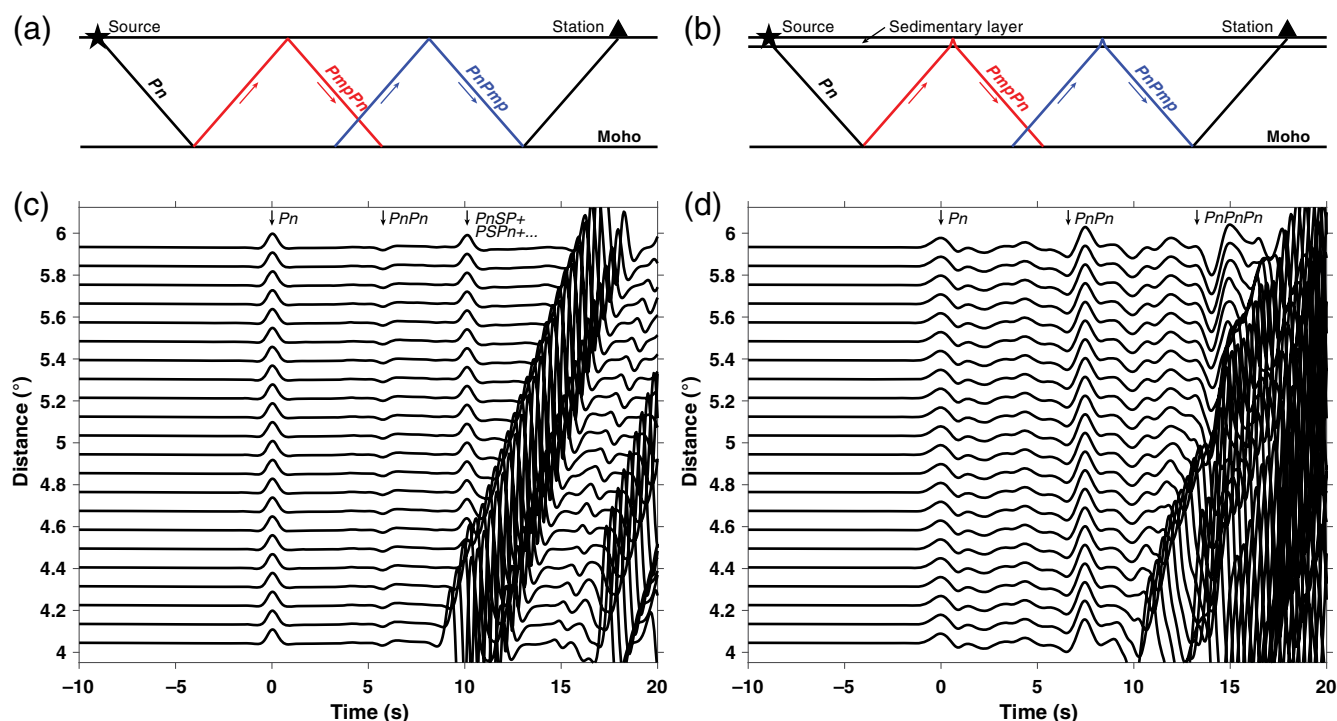 (a)
Source
Station
Pn
PmpPn
PnPmp
Moho
(b)
Source
Sedimentary layer
Station
Pn
PmpPn
PnPmp
Moho
(c)
Pn
PnPn
PnSP+
PSPn+...
6
5.8
5.6
5.4
5.2
5
4.8
4.6
4.4
4.2
4
Distance (°)
−10
−5
0
5
10
15
20
Time (s)
(d)
Pn
PnPn
PnPnPn
6
5.8
5.6
5.4
5.2
5
4.8
4.6
4.4
4.2
4
Distance (°)
−10
−5
0
5
10
15
20
Time (s)